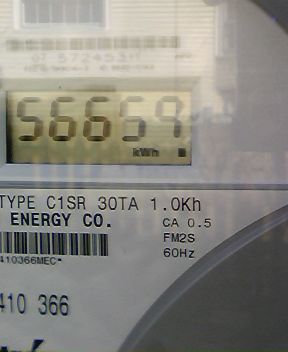 56659
kWh
TYPE C1SR 30TA 1.0Kh
ENERGY CO.
CA 0.5
FM2S
60Hz
410366MEC*
410 366